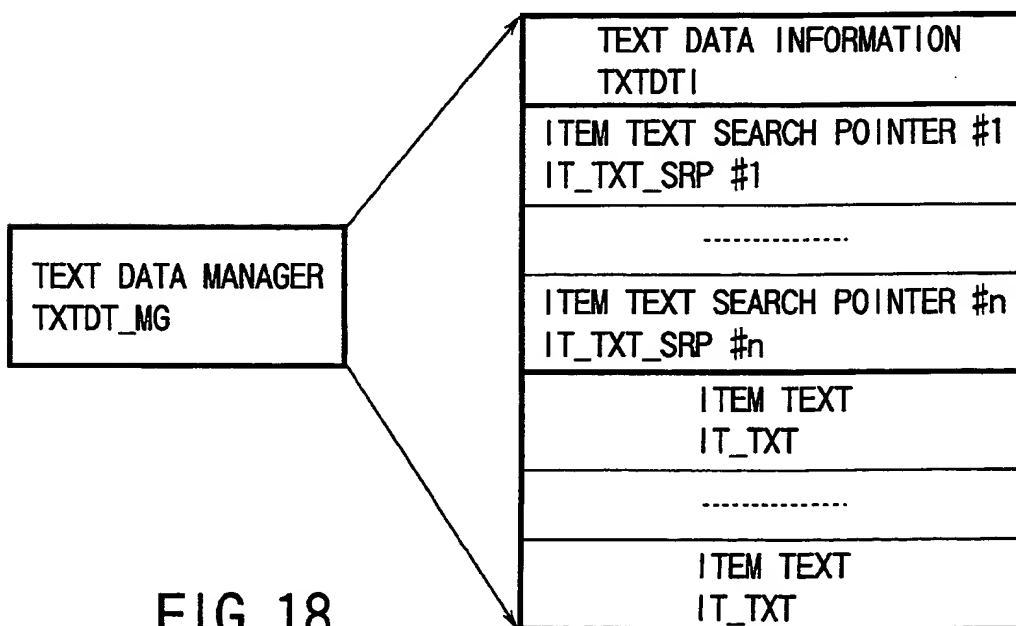 TEXT DATA MANAGER
TXTDT_MG
TEXT DATA INFORMATION
TXTDTI
ITEM TEXT SEARCH POINTER #1
IT_TXT_SRP #1
---------------
ITEM TEXT SEARCH POINTER #n
IT_TXT_SRP #n
ITEM TEXT
IT_TXT
---------------
ITEM TEXT
IT_TXT
FIG. 18